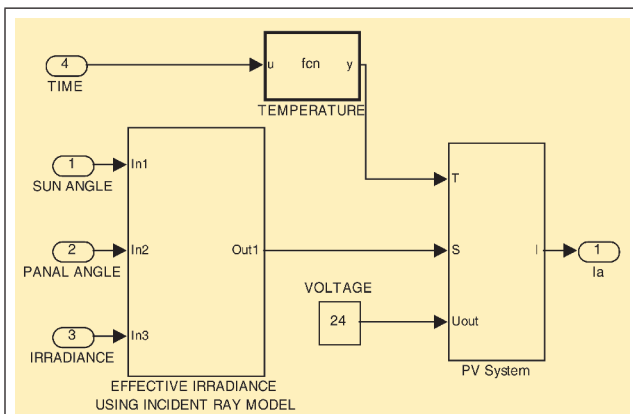 4
TIME
u fcn y
TEMPERATURE
1
SUN ANGLE
In1
2
PANAL ANGLE
In2
3
IRRADIANCE
In3
Out1
EFFECTIVE IRRADIANCE
USING INCIDENT RAY MODEL
VOLTAGE
24
T
S
Uout
I
PV System
1
Ia